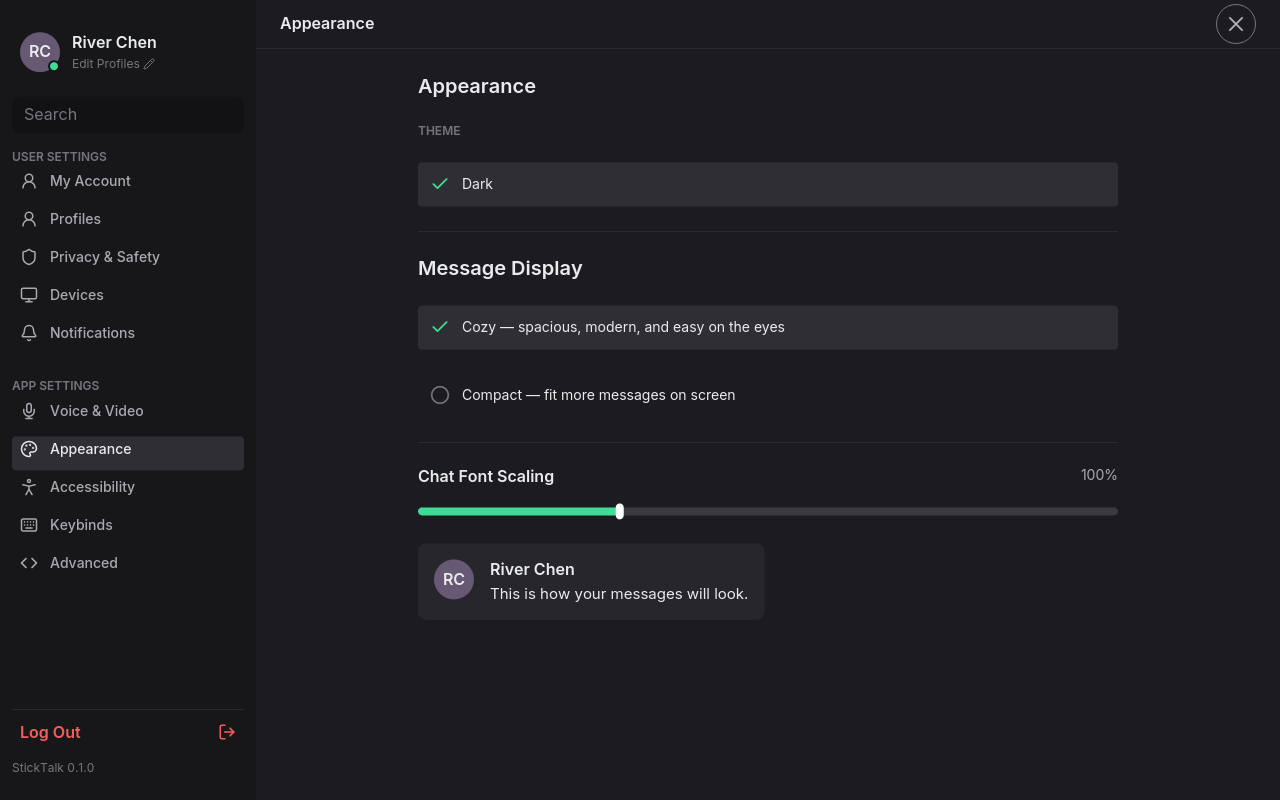 RC
River Chen
Edit Profiles
Search
USER SETTINGS
My Account
Profiles
Privacy & Safety
Devices
Notifications
APP SETTINGS
Voice & Video
Appearance
Accessibility
Keybinds
Advanced
Log Out
StickTalk 0.1.0
Appearance
Appearance
THEME
Dark
Message Display
Cozy — spacious, modern, and easy on the eyes
Compact — fit more messages on screen
Chat Font Scaling
100%
RC
River Chen
This is how your messages will look.